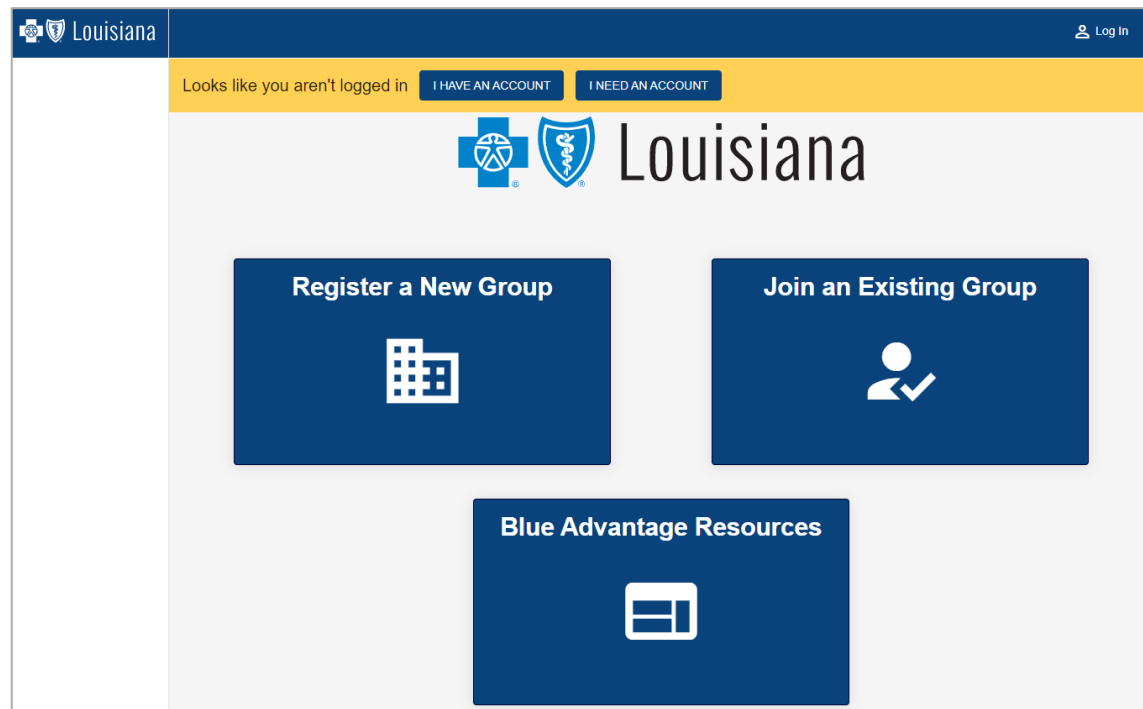 Louisiana
Log In
Looks like you aren't logged in I HAVE AN ACCOUNT I NEED AN ACCOUNT
Louisiana
Register a New Group
Join an Existing Group
Blue Advantage Resources